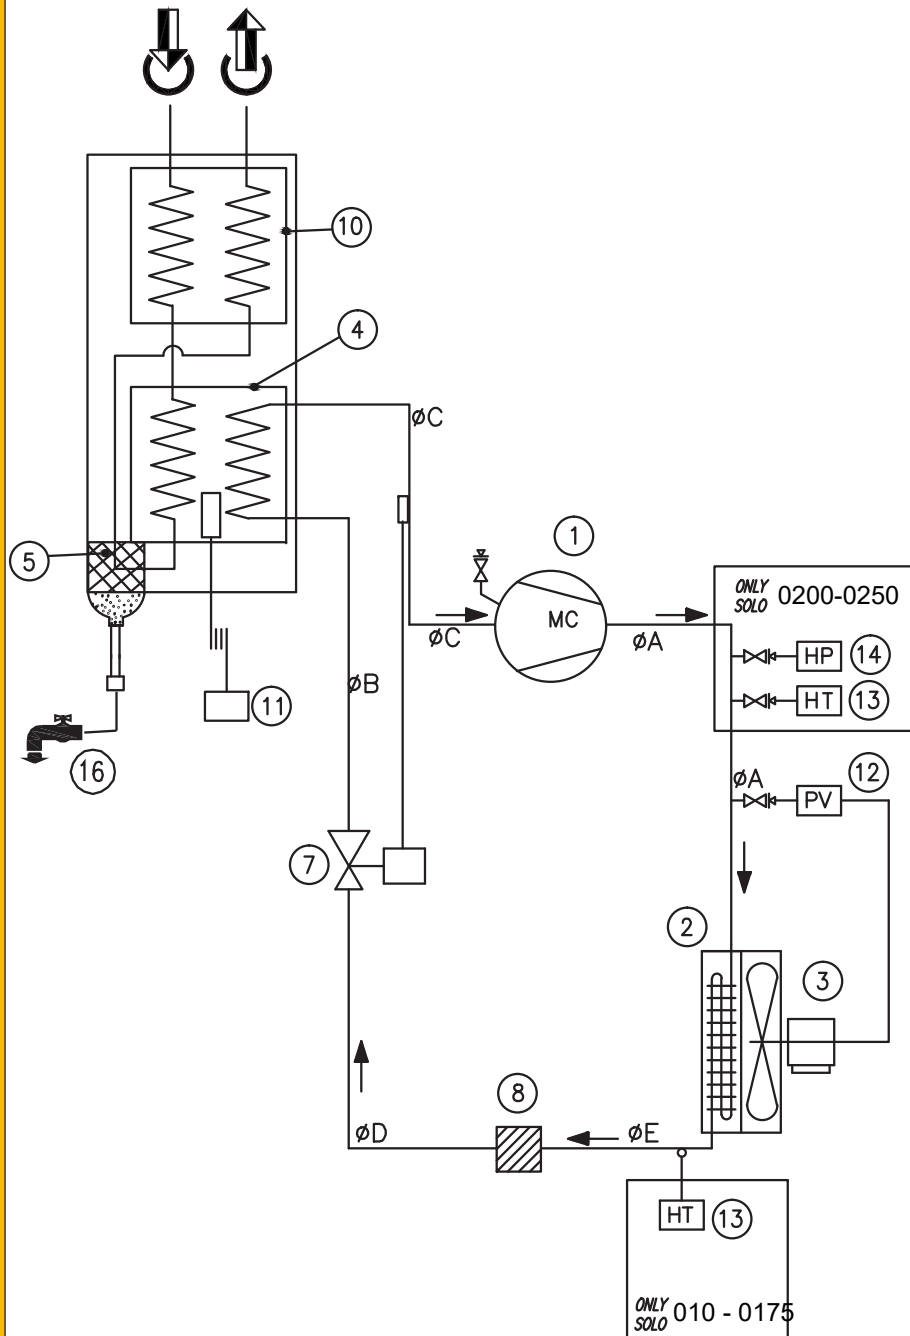 10
4
øC
1
5
ONLY
SOLO 0200-0250
MC
øC
øA
HP 14
øB
11
HT 13
16
øA
12
PV
7
2
3
8
øD
øE
HT 13
ONLY
SOLO 010 - 0175